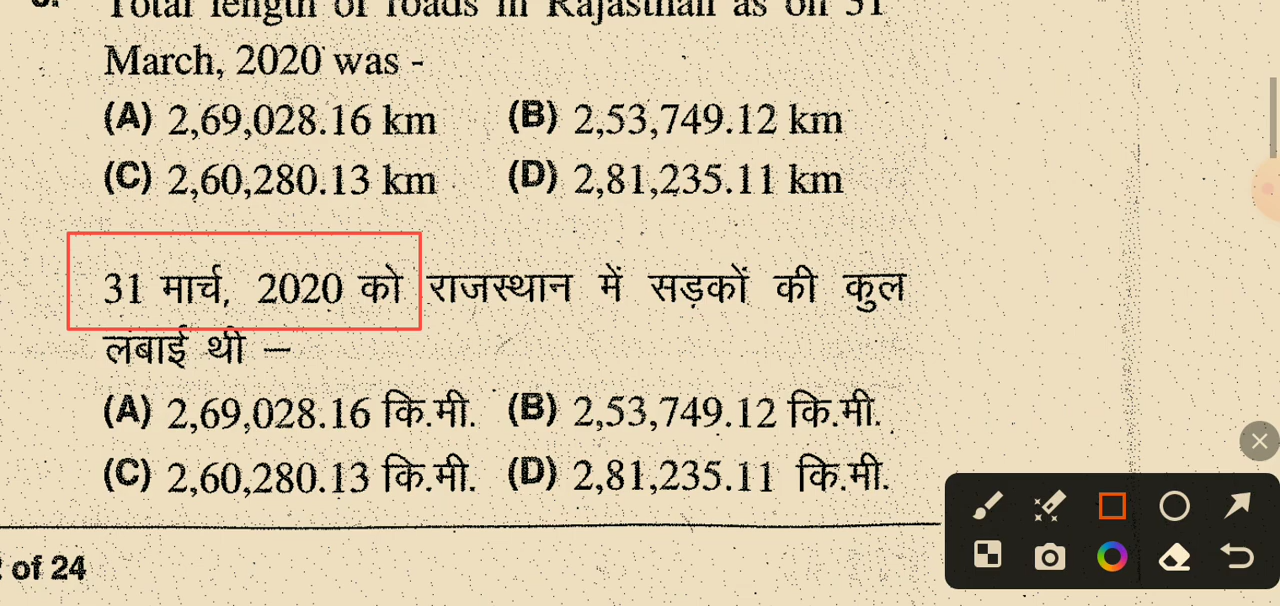 Total length of roads in Rajasthan as on 31
March, 2020 was -
(A) 2,69,028.16 km (B) 2,53,749.12 km
(C) 2,60,280.13 km (D) 2,81,235.11 km
31 मार्च, 2020 को राजस्थान में सड़कों की कुल
लंबाई थी –
(A) 2,69,028.16 कि.मी. (B) 2,53,749.12 कि.मी.
(C) 2,60,280.13 कि.मी. (D) 2,81,235.11 कि.मी.
of 24